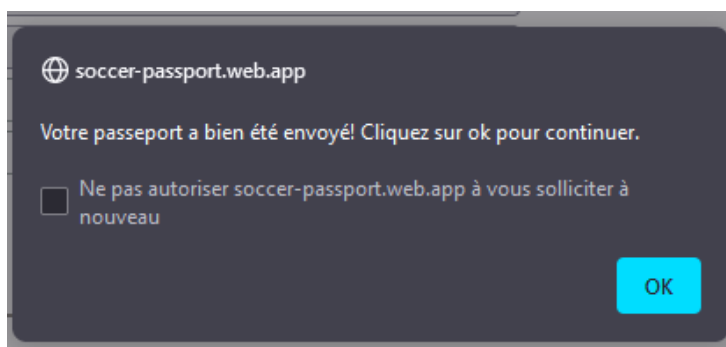 soccer-passport.web.app
Votre passeport a bien été envoyé! Cliquez sur ok pour continuer.
Ne pas autoriser soccer-passport.web.app à vous solliciter à
nouveau
OK